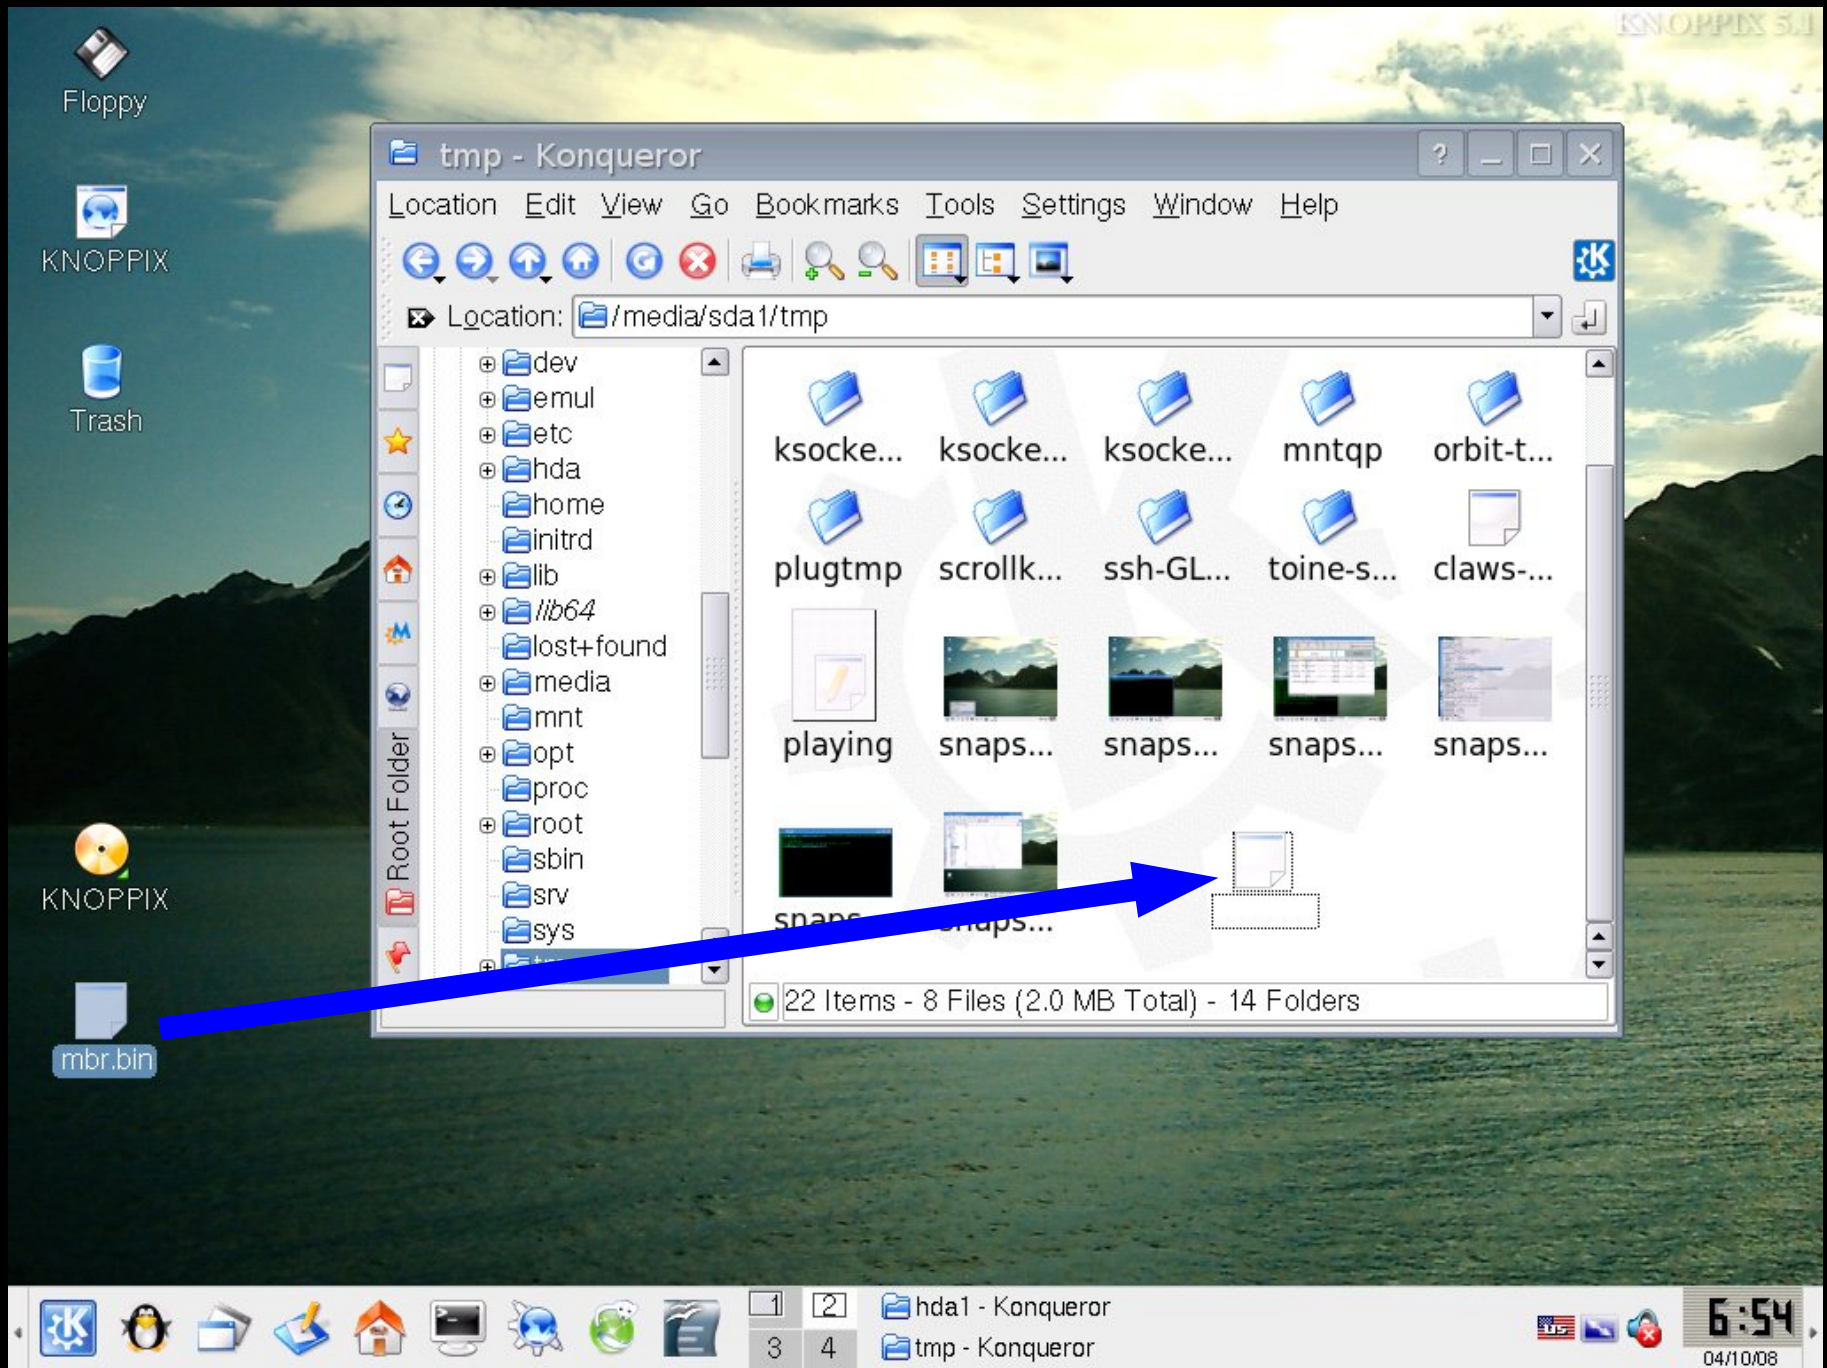 KNOPPIX 5.1
Floppy
KNOPPIX
Trash
KNOPPIX
mbr.bin
tmp - Konqueror
Location Edit View Go Bookmarks Tools Settings Window Help
Location: /media/sda1/tmp
Root Folder
dev
emul
etc
hda
home
initrd
lib
lib64
lost+found
media
mnt
opt
proc
root
sbin
srv
sys
ksocke... ksocke... ksocke... mntqp orbit-t...
plugtmp scrollk... ssh-GL... toine-s... claws-...
playing snaps... snaps... snaps... snaps...
snaps... snaps...
22 Items - 8 Files (2.0 MB Total) - 14 Folders
1 2
3 4
hda1 - Konqueror
tmp - Konqueror
us
6:54
04/10/08